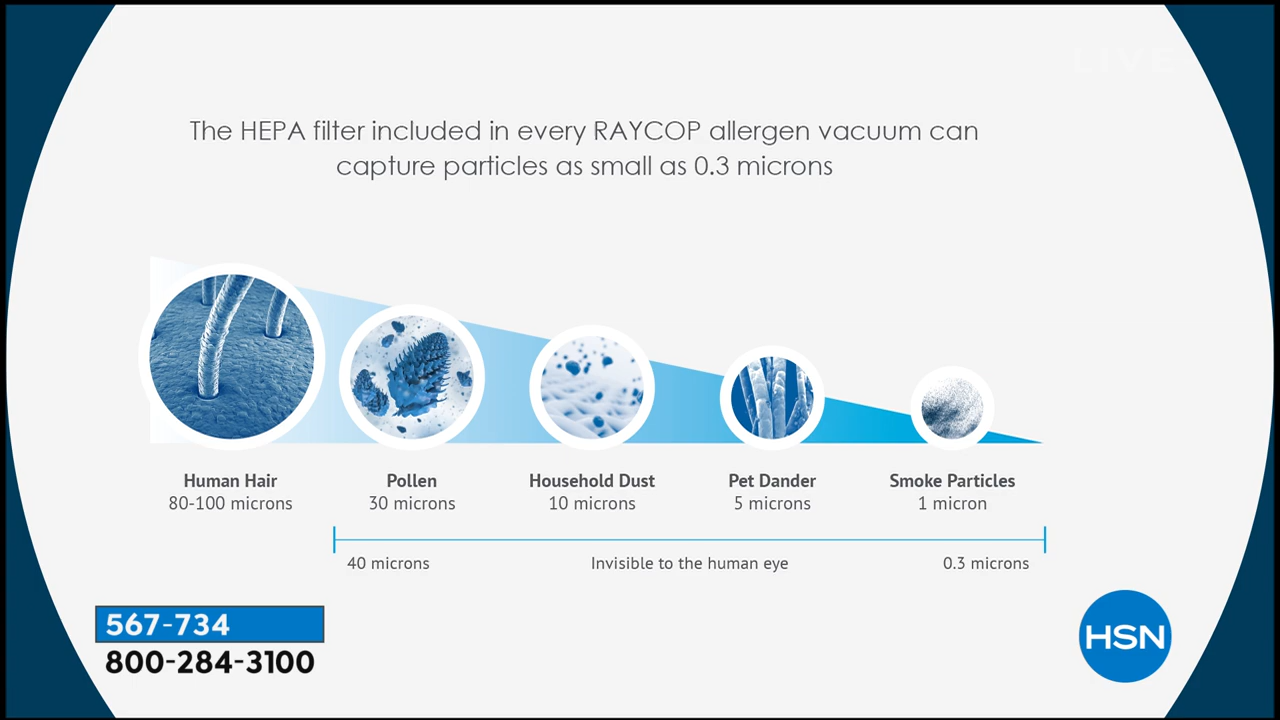 LIVE
The HEPA filter included in every RAYCOP allergen vacuum can
capture particles as small as 0.3 microns
Human Hair
80-100 microns
Pollen
30 microns
Household Dust
10 microns
Pet Dander
5 microns
Smoke Particles
1 micron
40 microns
Invisible to the human eye
0.3 microns
567-734
800-284-3100
HSN